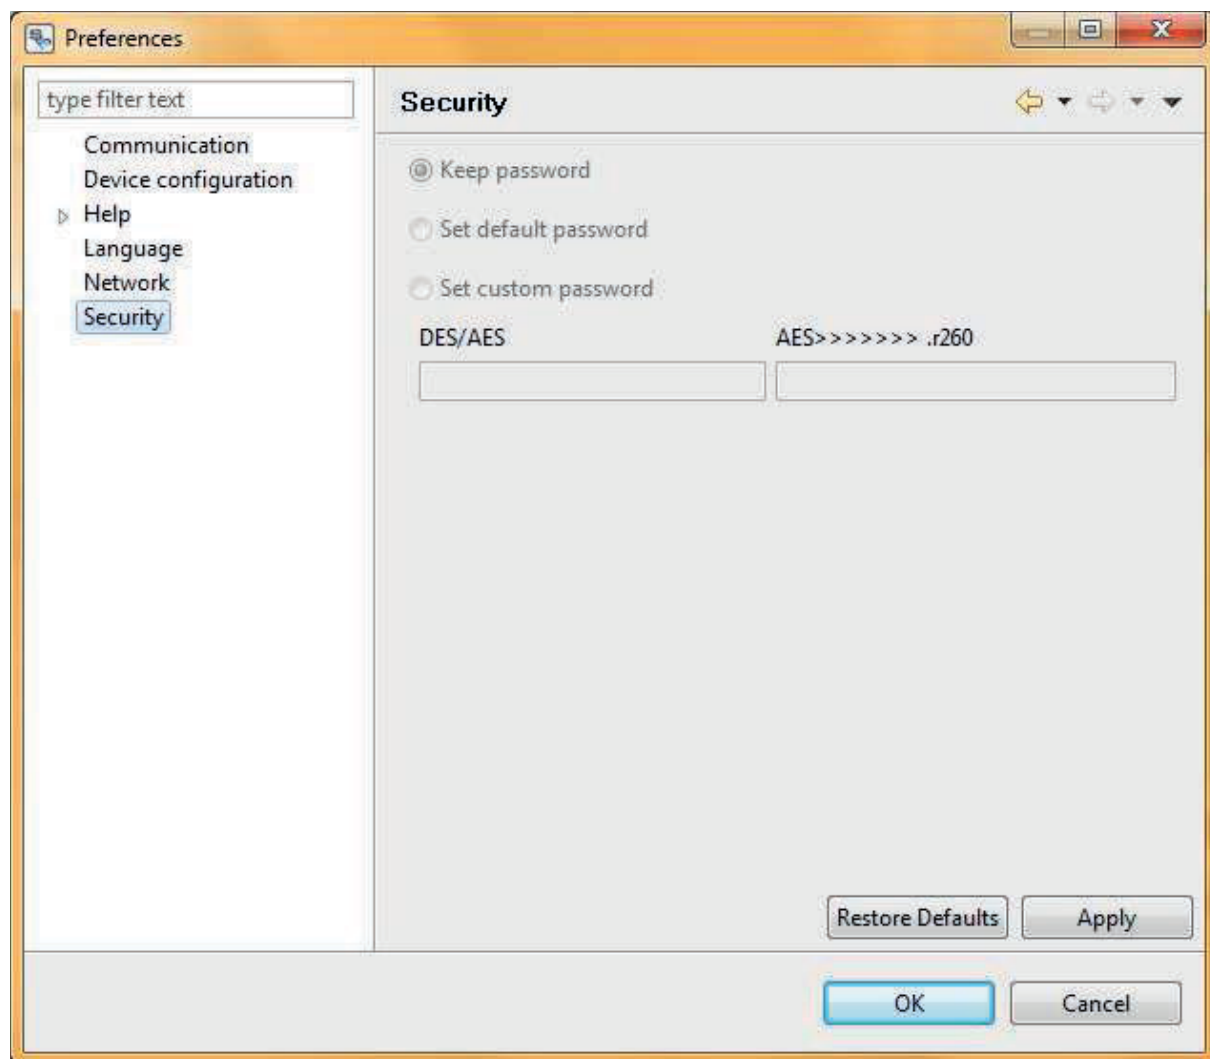 Preferences
type filter text
Communication
Device configuration
Help
Language
Network
Security
Security
Keep password
Set default password
Set custom password
DES/AES AES>>>>>>> .r260
Restore Defaults Apply
OK Cancel